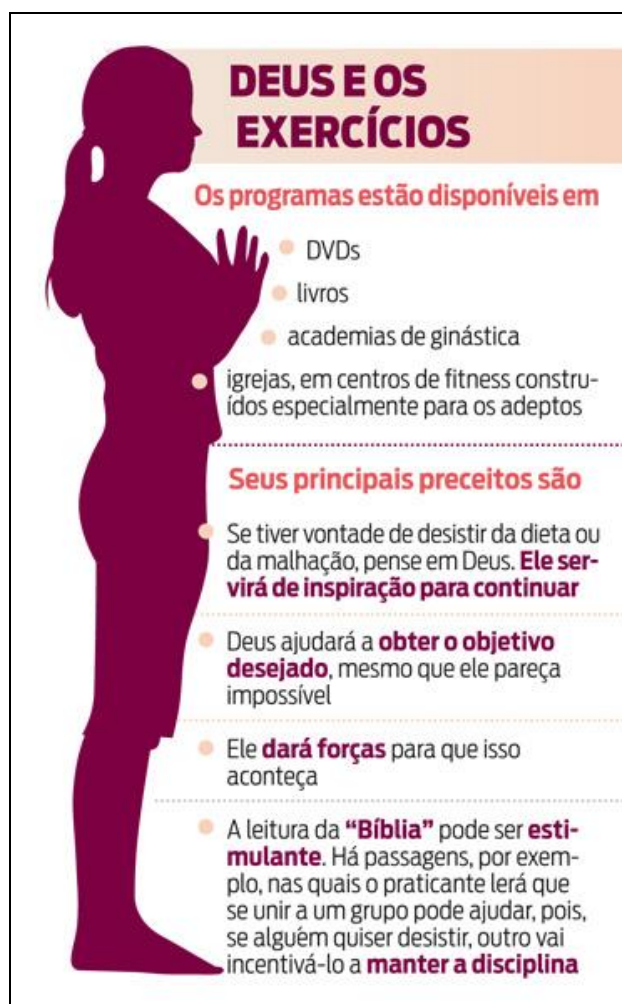 DEUS E OS
EXERCÍCIOS
Os programas estão disponíveis em
DVDs
livros
academias de ginástica
igrejas, em centros de fitness constru-
ídos especialmente para os adeptos
Seus principais preceitos são
Se tiver vontade de desistir da dieta ou
da malhação, pense em Deus. Ele ser-
virá de inspiração para continuar
Deus ajudará a obter o objetivo
desejado, mesmo que ele pareça
impossível
Ele dará forças para que isso
aconteça
A leitura da “Bíblia” pode ser esti-
mulante. Há passagens, por exem-
plo, nas quais o praticante lerá que
se unir a um grupo pode ajudar, pois,
se alguém quiser desistir, outro vai
incentivá-lo a manter a disciplina